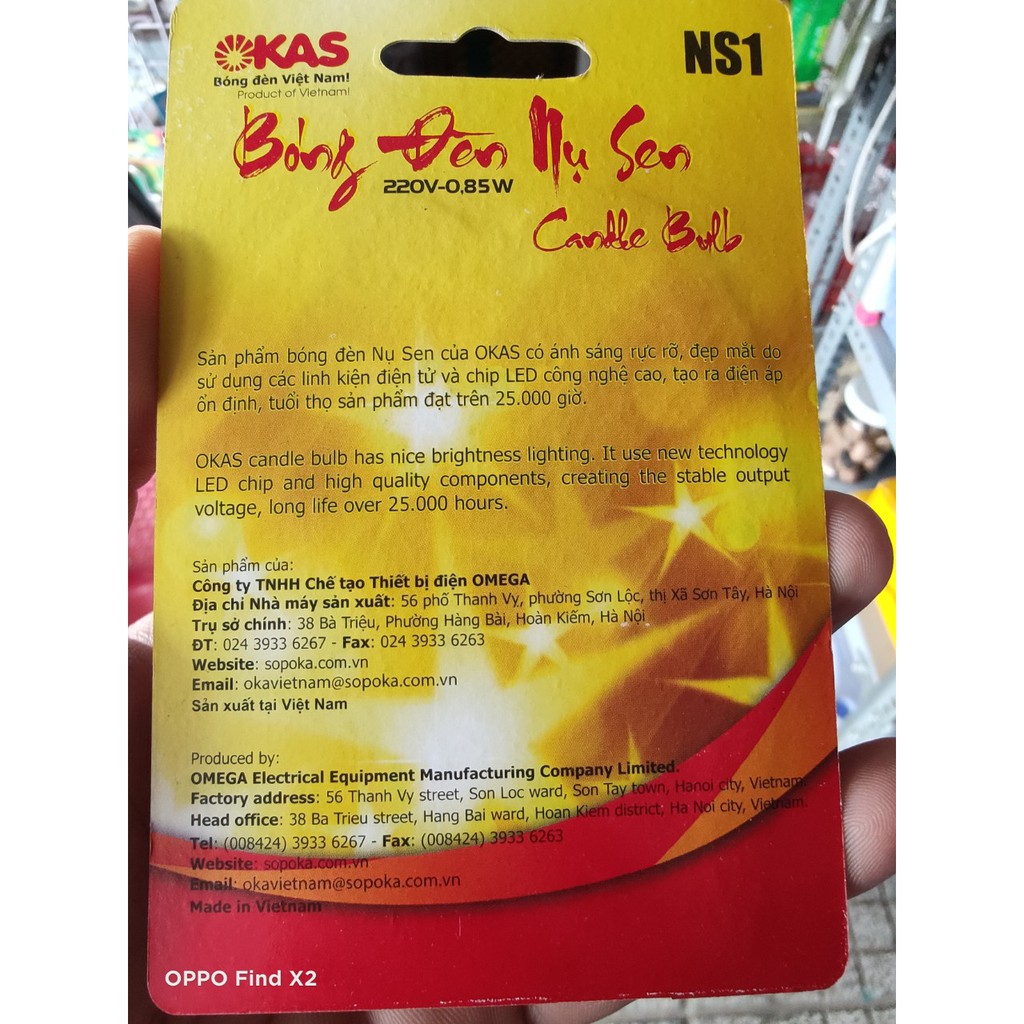 OKAS
NS1
Bóng đèn Việt Nam!
Product of Vietnam!
Bóng Đèn Nụ Sen
220V-0,85W
Candle Bulb
Sản phẩm bóng đèn Nụ Sen của OKAS có ánh sáng rực rỡ, đẹp mắt do
sử dụng các linh kiện điện tử và chip LED công nghệ cao, tạo ra điện áp
ổn định, tuổi thọ sản phẩm đạt trên 25.000 giờ.
OKAS candle bulb has nice brightness lighting. It use new technology
LED chip and high quality components, creating the stable output
voltage, long life over 25.000 hours.
Sản phẩm của:
Công ty TNHH Chế tạo Thiết bị điện OMEGA
Địa chỉ Nhà máy sản xuất: 56 phố Thanh Vỵ, phường Sơn Lộc, thị Xã Sơn Tây, Hà Nội
Trụ sở chính: 38 Bà Triệu, Phường Hàng Bài, Hoàn Kiếm, Hà Nội
ĐT: 024 3933 6267 - Fax: 024 3933 6263
Website: sopoka.com.vn
Email: okavietnam@sopoka.com.vn
Sản xuất tại Việt Nam
Produced by:
OMEGA Electrical Equipment Manufacturing Company Limited.
Factory address: 56 Thanh Vy street, Son Loc ward, Son Tay town, Hanoi city, Vietnam.
Head office: 38 Ba Trieu street, Hang Bai ward, Hoan Kiem district, Ha Noi city, Vietnam.
Tel: (008424) 3933 6267 - Fax: (008424) 3933 6263
Website: sopoka.com.vn
Email: okavietnam@sopoka.com.vn
Made in Vietnam
OPPO Find X2